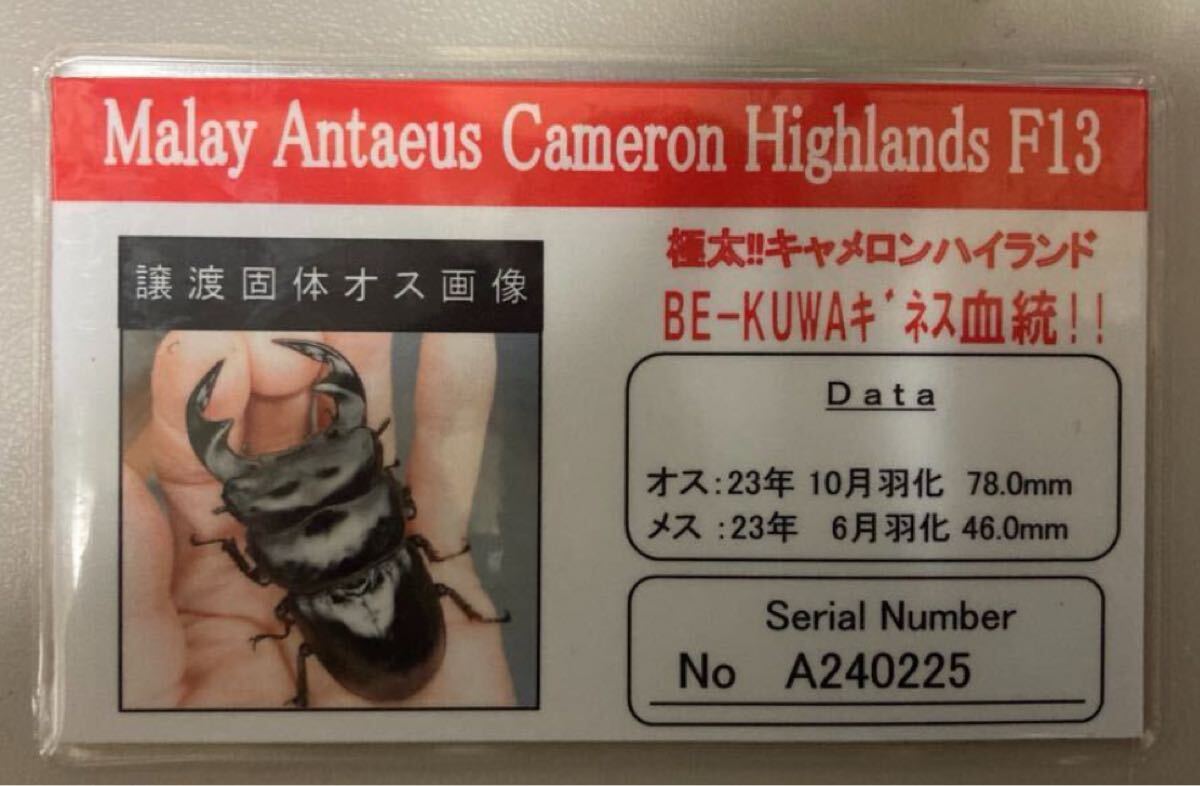 Malay Antaeus Cameron Highlands F13
譲渡固体オス画像
極太!!キャメロンハイランド
BE-KUWAｷﾞﾈｽ血統!!
Data
オス:23年 10月羽化 78.0mm
メス:23年 6月羽化 46.0mm
Serial Number
No A240225